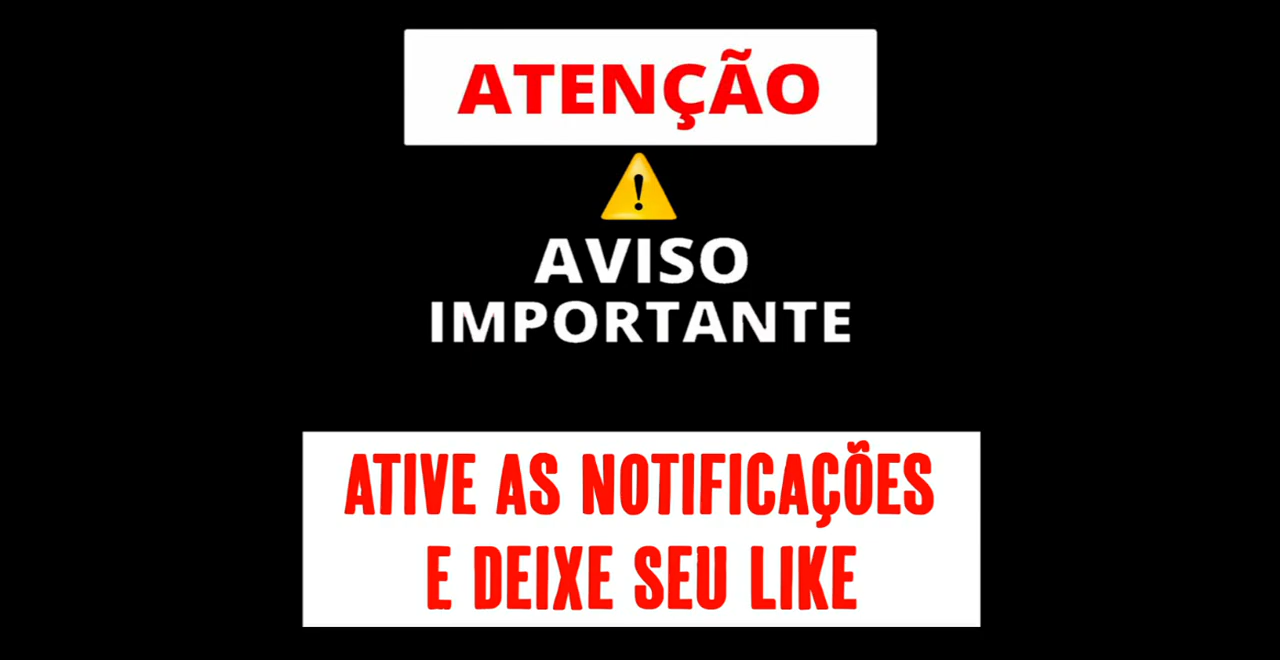 ATENÇÃO
AVISO
IMPORTANTE
ATIVE AS NOTIFICAÇÕES
E DEIXE SEU LIKE